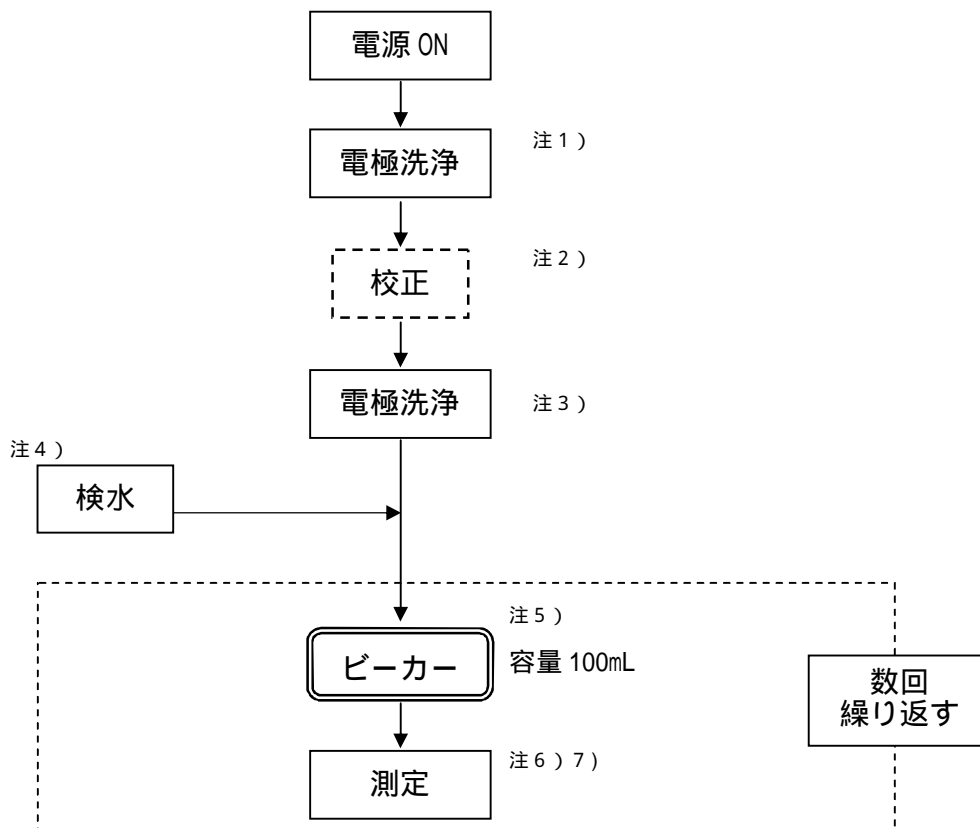 電源 ON
電極洗浄
注1）
校正
注2）
電極洗浄
注3）
注4）
検水
注5）
ビーカー
容量 100mL
数回
繰り返す
測定
注6）7)